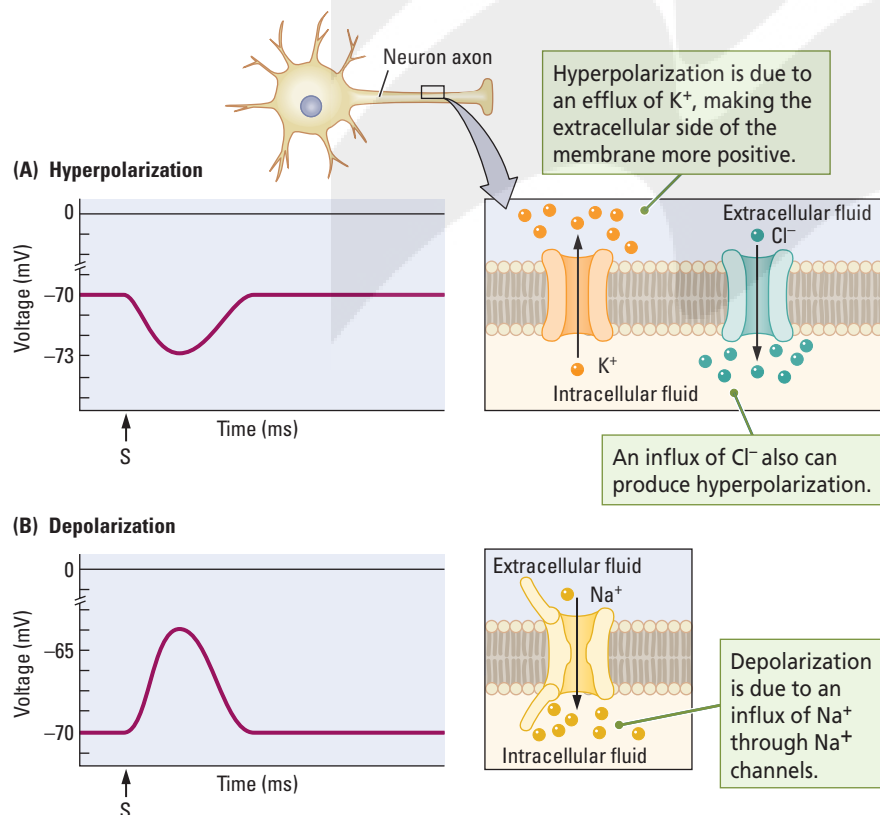 Neuron axon
Hyperpolarization is due to
an efflux of K⁺, making the
extracellular side of the
membrane more positive.
(A) Hyperpolarization
0
–70
–73
Voltage (mV)
Time (ms)
S
Extracellular fluid
Cl⁻
K⁺
Intracellular fluid
An influx of Cl⁻ also can
produce hyperpolarization.
(B) Depolarization
0
–65
–70
Voltage (mV)
Time (ms)
S
Extracellular fluid
Na⁺
Intracellular fluid
Depolarization
is due to an
influx of Na⁺
through Na⁺
channels.